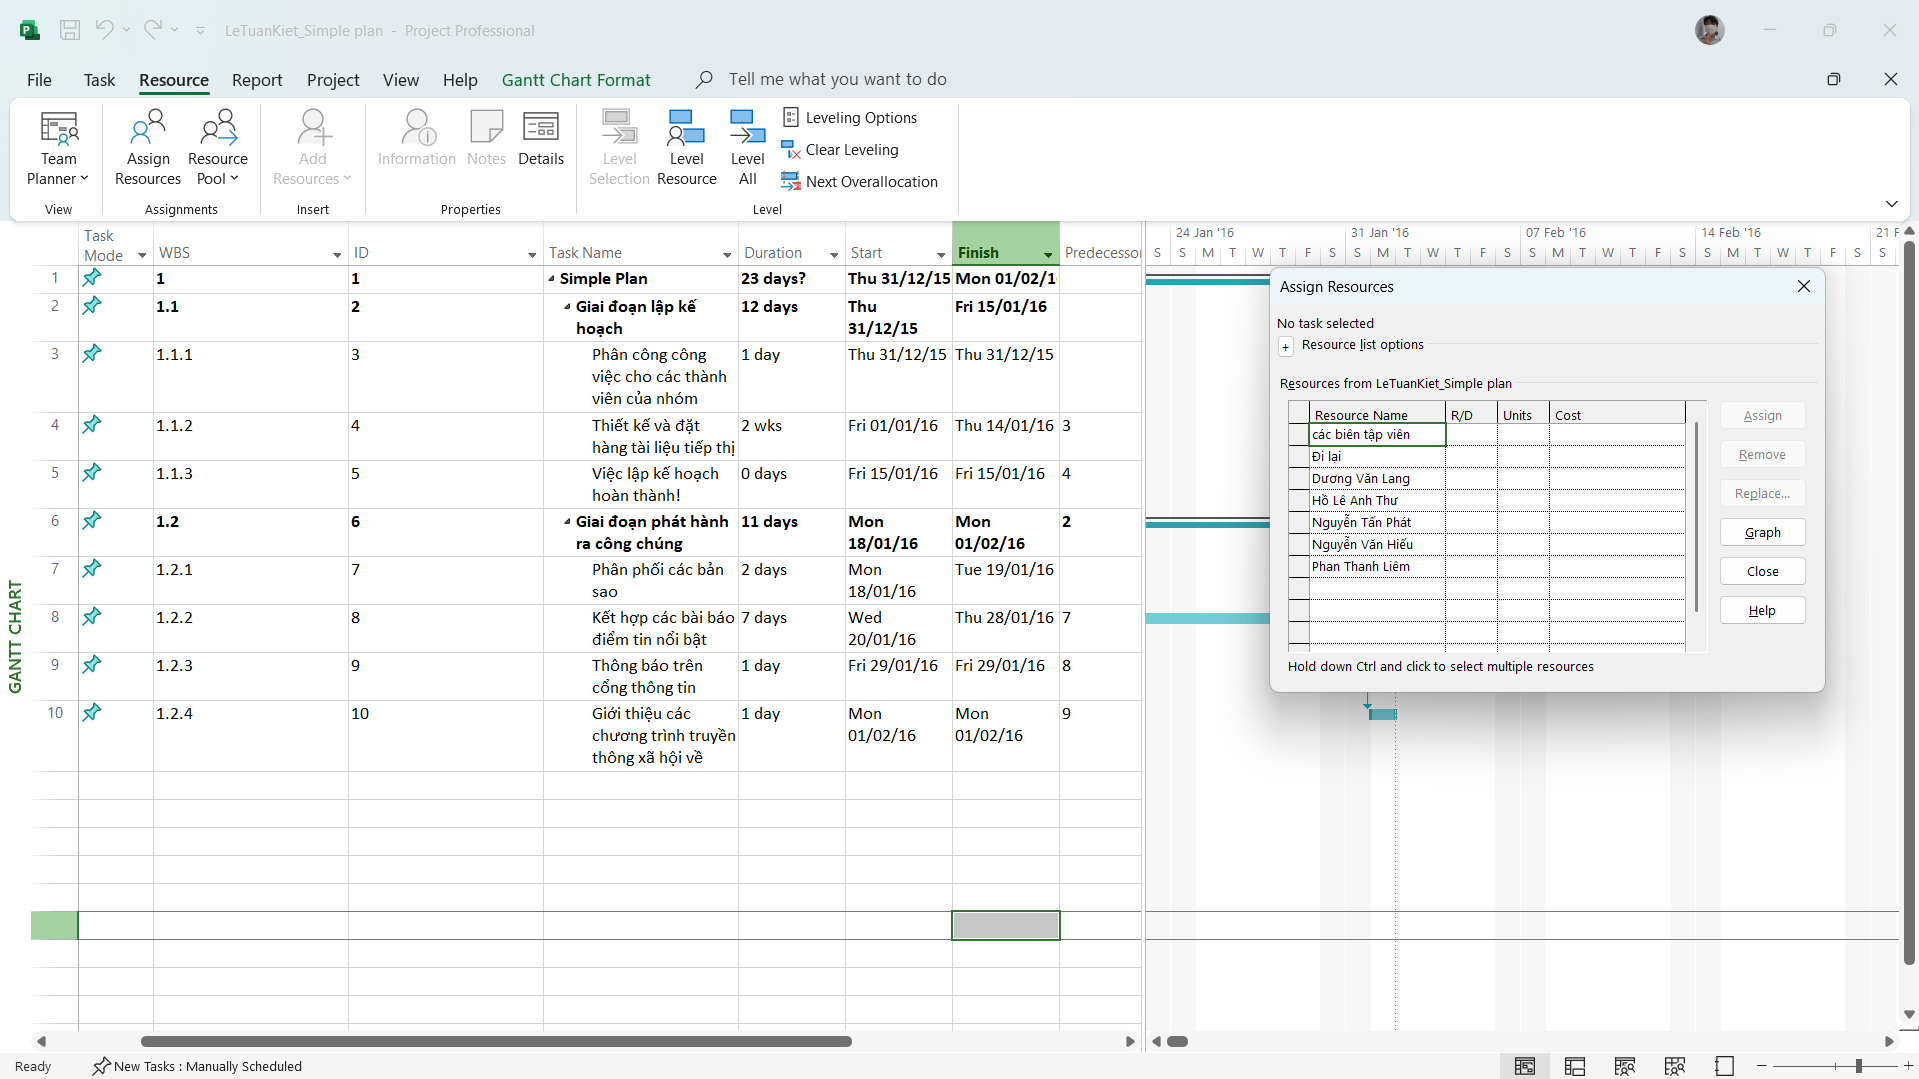 LeTuanKiet_Simple plan - Project Professional
File Task Resource Report Project View Help Gantt Chart Format Tell me what you want to do
Team Planner
View
Assign Resources
Resource Pool
Assignments
Add Resources
Insert
Information
Notes
Details
Properties
Level Selection
Level Resource
Level All
Leveling Options
Clear Leveling
Next Overallocation
Level
GANTT CHART
Task Mode WBS ID Task Name Duration Start Finish Predecessor
1 1 1 Simple Plan 23 days? Thu 31/12/15 Mon 01/02/1
2 1.1 2 Giai đoạn lập kế hoạch 12 days Thu 31/12/15 Fri 15/01/16
3 1.1.1 3 Phân công công việc cho các thành viên của nhóm 1 day Thu 31/12/15 Thu 31/12/15
4 1.1.2 4 Thiết kế và đặt hàng tài liệu tiếp thị 2 wks Fri 01/01/16 Thu 14/01/16 3
5 1.1.3 5 Việc lập kế hoạch hoàn thành! 0 days Fri 15/01/16 Fri 15/01/16 4
6 1.2 6 Giai đoạn phát hành ra công chúng 11 days Mon 18/01/16 Mon 01/02/16 2
7 1.2.1 7 Phân phối các bản sao 2 days Mon 18/01/16 Tue 19/01/16
8 1.2.2 8 Kết hợp các bài báo điểm tin nổi bật 7 days Wed 20/01/16 Thu 28/01/16 7
9 1.2.3 9 Thông báo trên cổng thông tin 1 day Fri 29/01/16 Fri 29/01/16 8
10 1.2.4 10 Giới thiệu các chương trình truyền thông xã hội về 1 day Mon 01/02/16 Mon 01/02/16 9
24 Jan '16 31 Jan '16 07 Feb '16 14 Feb '16 21 F
S S M T W T F S S M T W T F S S M T W T F S S M T W T F S S
Assign Resources
No task selected
+ Resource list options
Resources from LeTuanKiet_Simple plan
Resource Name R/D Units Cost
các biên tập viên
Đi lại
Dương Văn Lang
Hồ Lê Anh Thư
Nguyễn Tấn Phát
Nguyễn Văn Hiếu
Phan Thanh Liêm
Assign
Remove
Replace...
Graph
Close
Help
Hold down Ctrl and click to select multiple resources
Ready New Tasks : Manually Scheduled